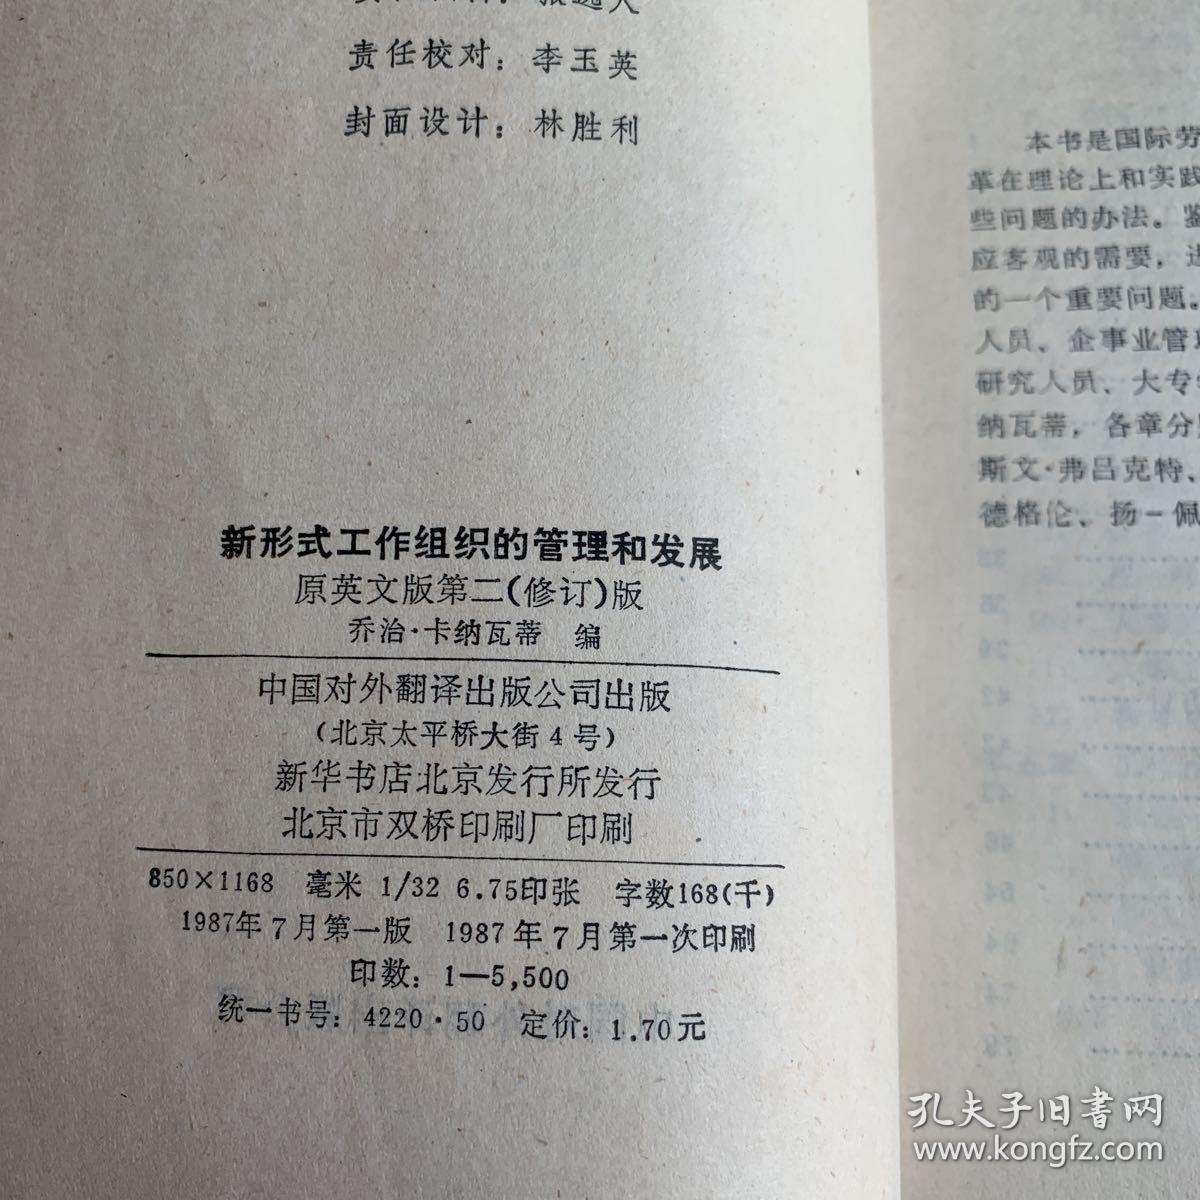 责任校对：李玉英
封面设计：林胜利
新形式工作组织的管理和发展
原英文版第二(修订)版
乔治·卡纳瓦蒂 编
中国对外翻译出版公司出版
(北京太平桥大街4号)
新华书店北京发行所发行
北京市双桥印刷厂印刷
850×1168 毫米 1/32 6.75印张 字数168(千)
1987年7月第一版 1987年7月第一次印刷
印数：1—5,500
统一书号：4220·50 定价：1.70元
本书是国际劳
革在理论上和实践
些问题的办法。鉴
应客观的需要，进
的一个重要问题。
人员、企事业管理
研究人员、大专学
纳瓦蒂，各章分别
斯文·弗吕克特、
德格伦、扬－佩
孔夫子旧书网
www.kongfz.com